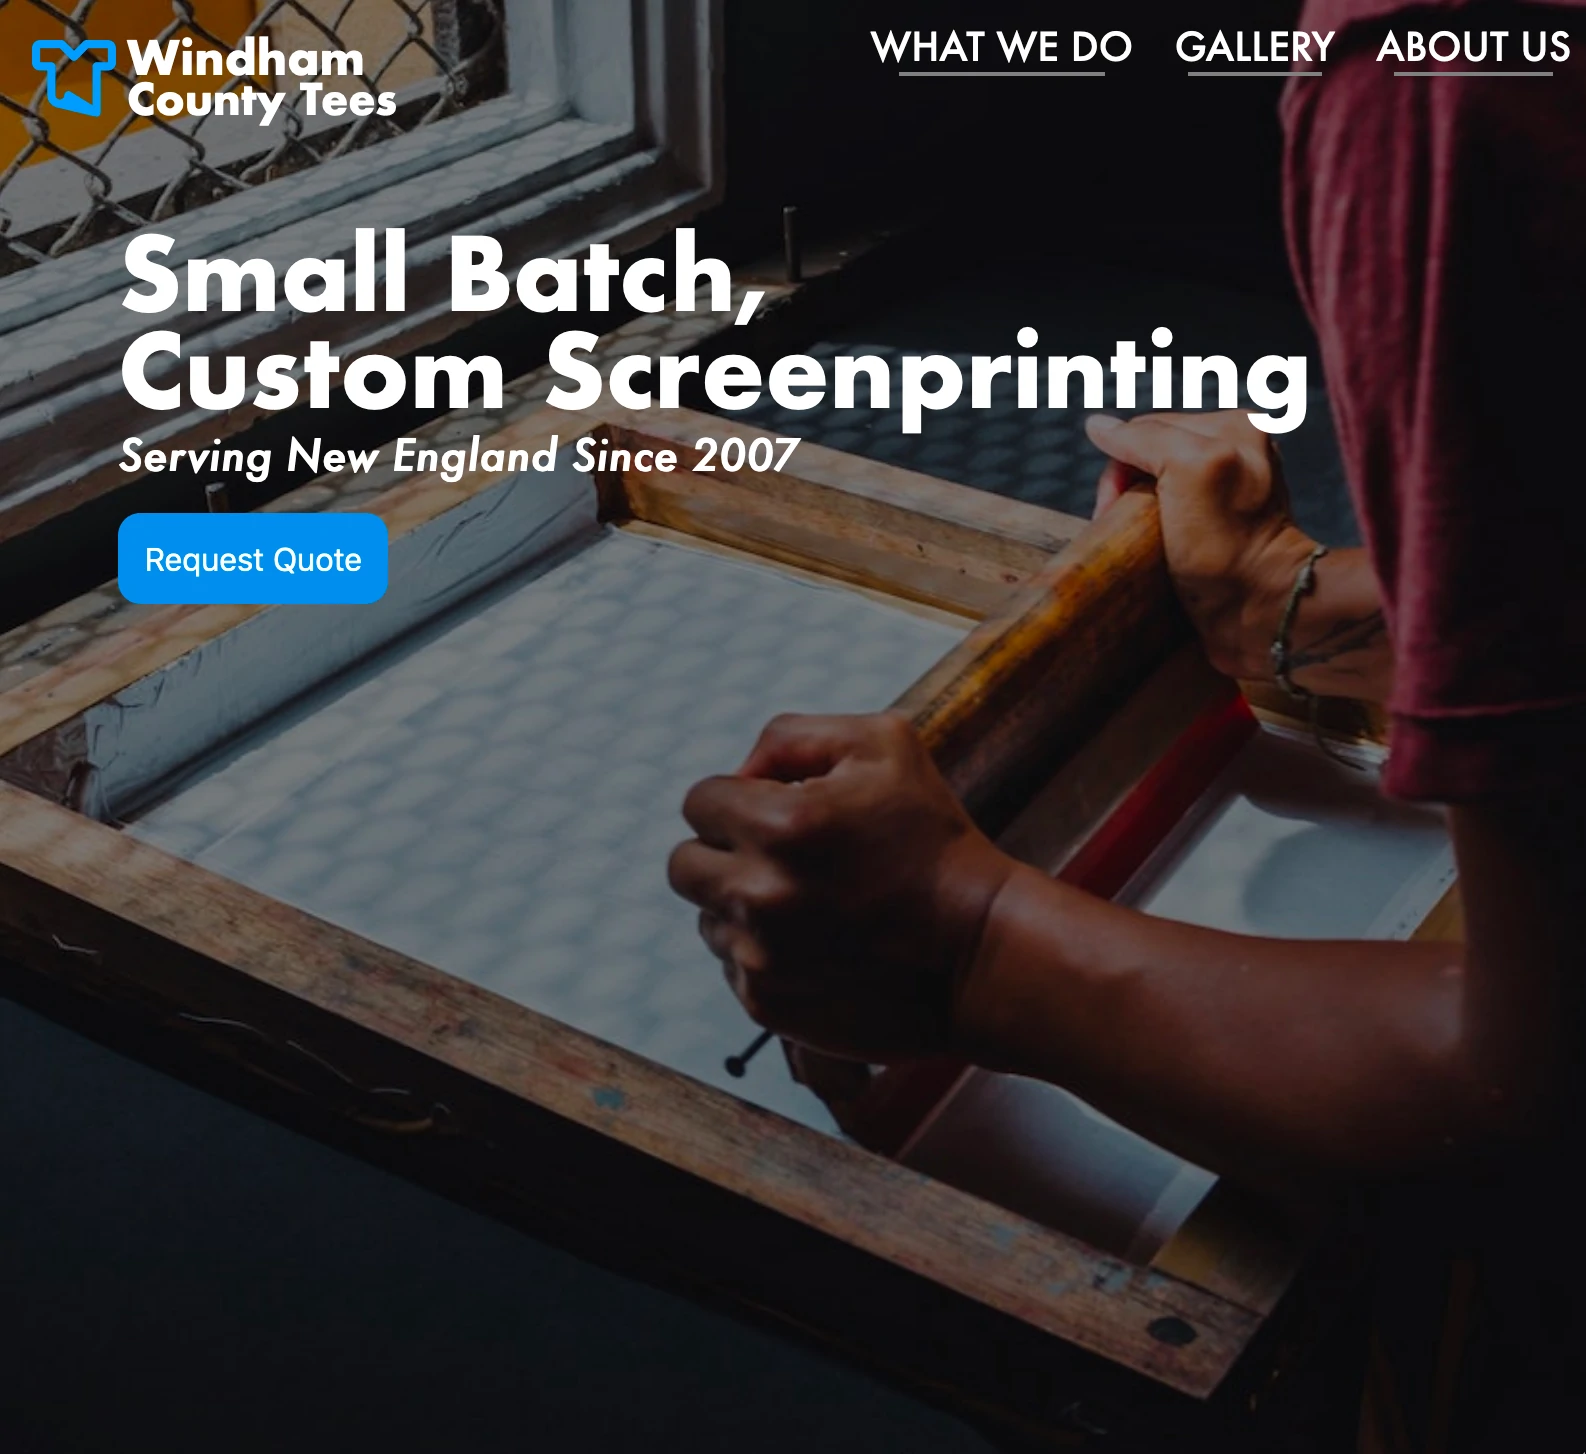 Windham
County Tees
WHAT WE DO GALLERY ABOUT US
Small Batch,
Custom Screenprinting
Serving New England Since 2007
Request Quote